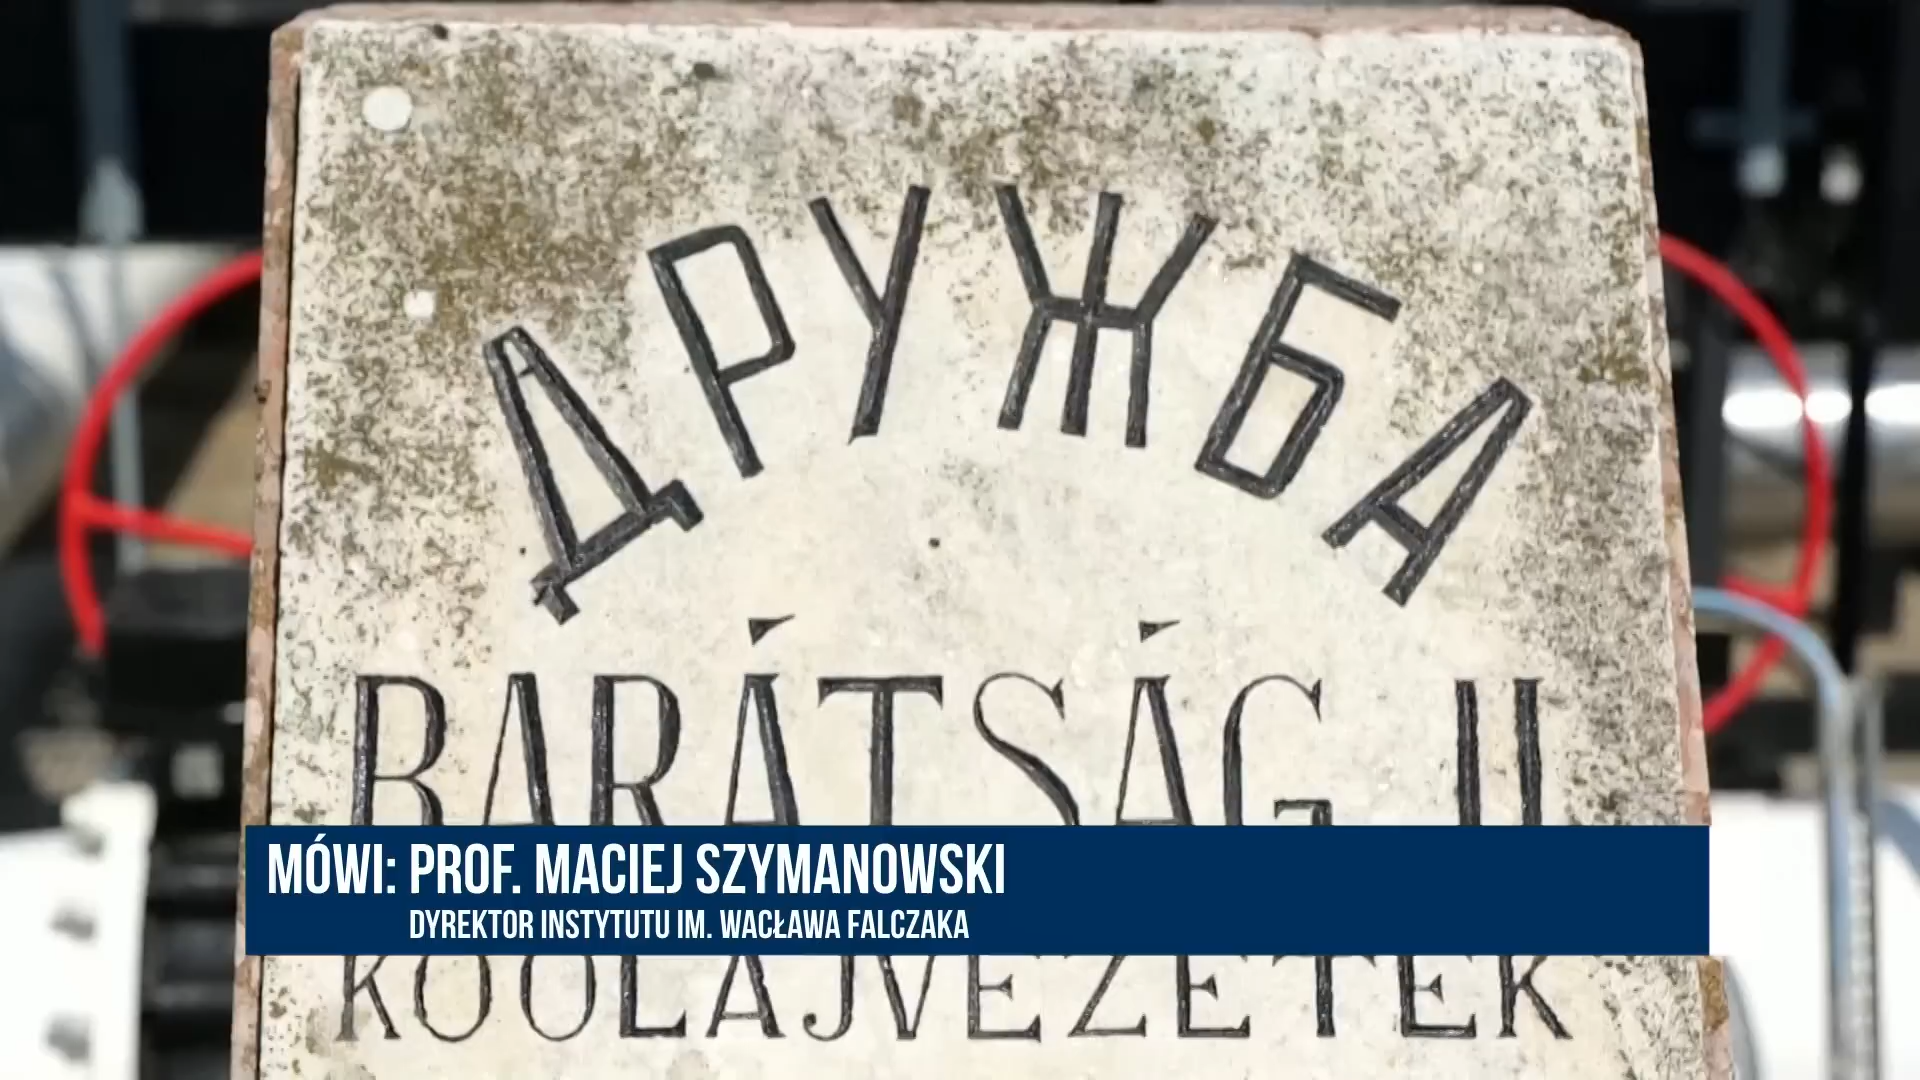 ДРУЖБА
BARÁTSÁG II
MÓWI: PROF. MACIEJ SZYMANOWSKI
DYREKTOR INSTYTUTU IM. WACŁAWA FALCZAKA
KŐOLAJVEZETÉK